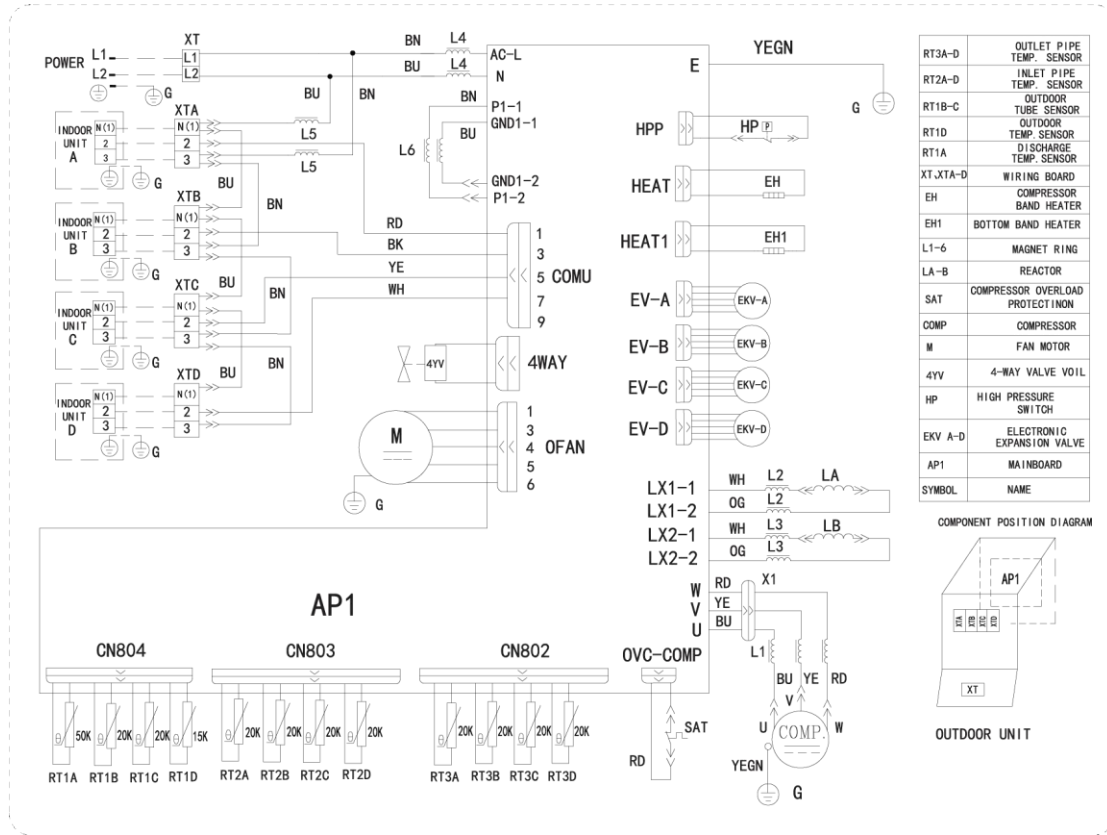 POWER L1 L2
XT
L1
L2
G
BN L4
BU L4
AC-L
N
YEGN
E
G
BU
BN
L5
L5
BN
BU
L6
P1-1
GND1-1
GND1-2
P1-2
INDOOR UNIT A
N(1)
2
3
G
XTA
N(1)
2
3
BU
BN
INDOOR UNIT B
N(1)
2
3
G
XTB
N(1)
2
3
BU
BN
INDOOR UNIT C
N(1)
2
3
G
XTC
N(1)
2
3
BU
BN
INDOOR UNIT D
N(1)
2
3
G
XTD
N(1)
2
3
RD
BK
YE
WH
1
3
5 COMU
7
9
4YV
4WAY
M
G
1
3
4 OFAN
5
6
HPP
HP P
HEAT
EH
HEAT1
EH1
EV-A
EKV-A
EV-B
EKV-B
EV-C
EKV-C
EV-D
EKV-D
LX1-1 WH L2 LA
LX1-2 OG L2
LX2-1 WH L3 LB
LX2-2 OG L3
W RD X1
V YE
U BU
L1
BU YE RD
V
U W
COMP.
YEGN
G
AP1
CN804
CN803
CN802
OVC-COMP
θ 50K
θ 20K
θ 20K
θ 15K
RT1A RT1B RT1C RT1D
θ 20K
θ 20K
θ 20K
θ 20K
RT2A RT2B RT2C RT2D
θ 20K
θ 20K
θ 20K
θ 20K
RT3A RT3B RT3C RT3D
SAT
RD
RT3A-D OUTLET PIPE TEMP. SENSOR
RT2A-D INLET PIPE TEMP. SENSOR
RT1B-C OUTDOOR TUBE SENSOR
RT1D OUTDOOR TEMP. SENSOR
RT1A DISCHARGE TEMP. SENSOR
XT、XTA-D WIRING BOARD
EH COMPRESSOR BAND HEATER
EH1 BOTTOM BAND HEATER
L1-6 MAGNET RING
LA-B REACTOR
SAT COMPRESSOR OVERLOAD PROTECTINON
COMP COMPRESSOR
M FAN MOTOR
4YV 4-WAY VALVE VOIL
HP HIGH PRESSURE SWITCH
EKV A-D ELECTRONIC EXPANSION VALVE
AP1 MAINBOARD
SYMBOL NAME
COMPONENT POSITION DIAGRAM
AP1
XTA XTB XTC XTD
XT
OUTDOOR UNIT